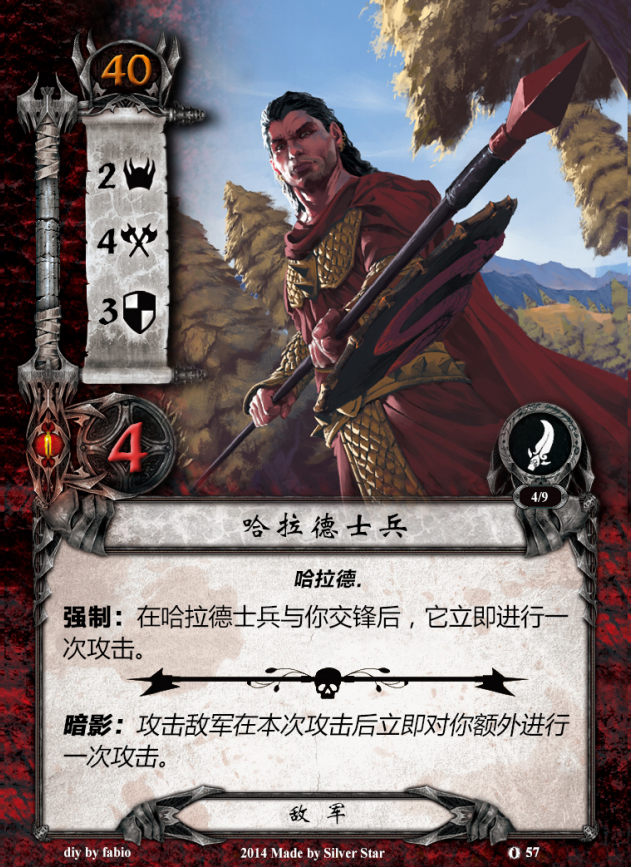 40
2
4
3
4
4/9
哈拉德士兵
哈拉德.
强制：在哈拉德士兵与你交锋后，它立即进行一
次攻击。
暗影：攻击敌军在本次攻击后立即对你额外进行
一次攻击。
敌军
diy by fabio
2014 Made by Silver Star
57